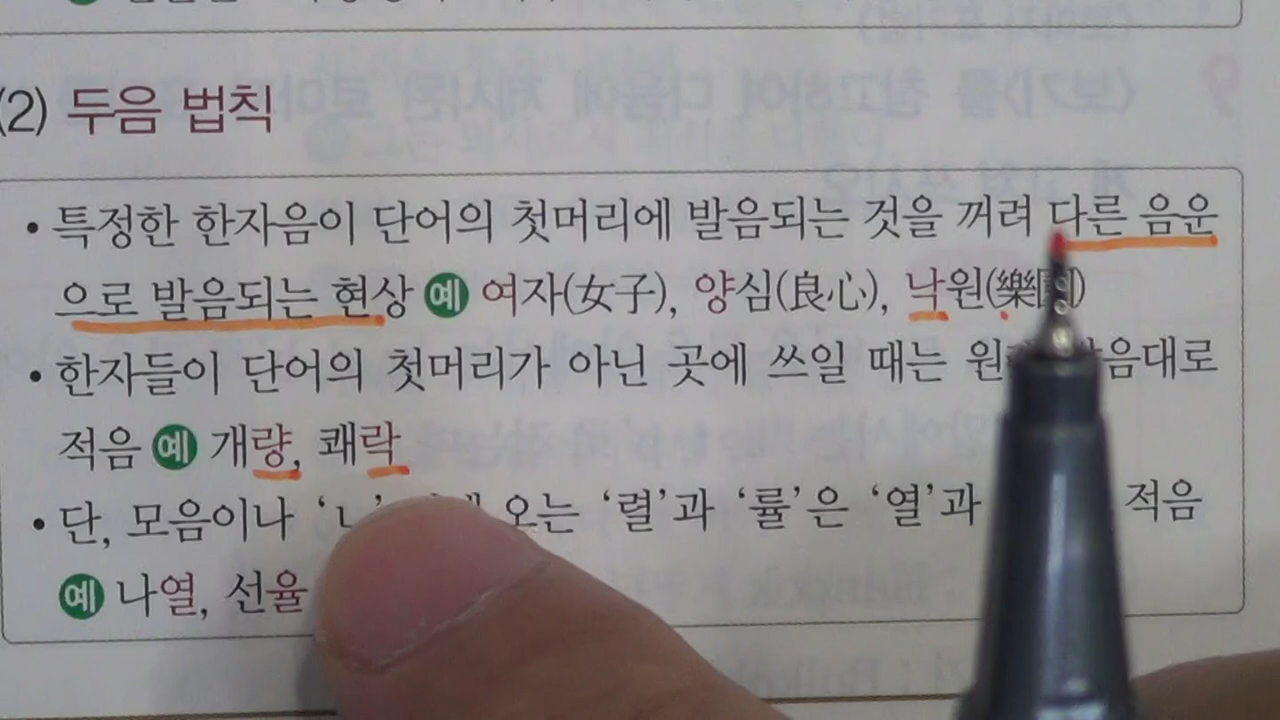 (2) 두음 법칙
• 특정한 한자음이 단어의 첫머리에 발음되는 것을 꺼려 다른 음운
으로 발음되는 현상 예 여자(女子), 양심(良心), 낙원(樂園)
• 한자들이 단어의 첫머리가 아닌 곳에 쓰일 때는 원 음대로
적음 예 개량, 쾌락
• 단, 모음이나 ‘ㄴ’ 오는 ‘렬’과 ‘률’은 ‘열’과 적음
예 나열, 선율